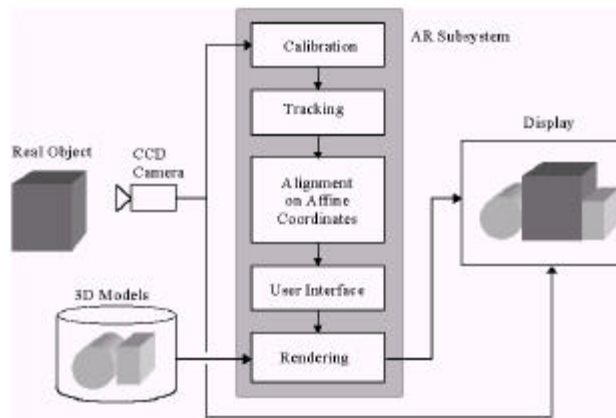 AR Subsystem
Calibration
Tracking
Real Object
CCD
Camera
Display
Alignment
on Affine
Coordinates
3D Models
User Interface
Rendering